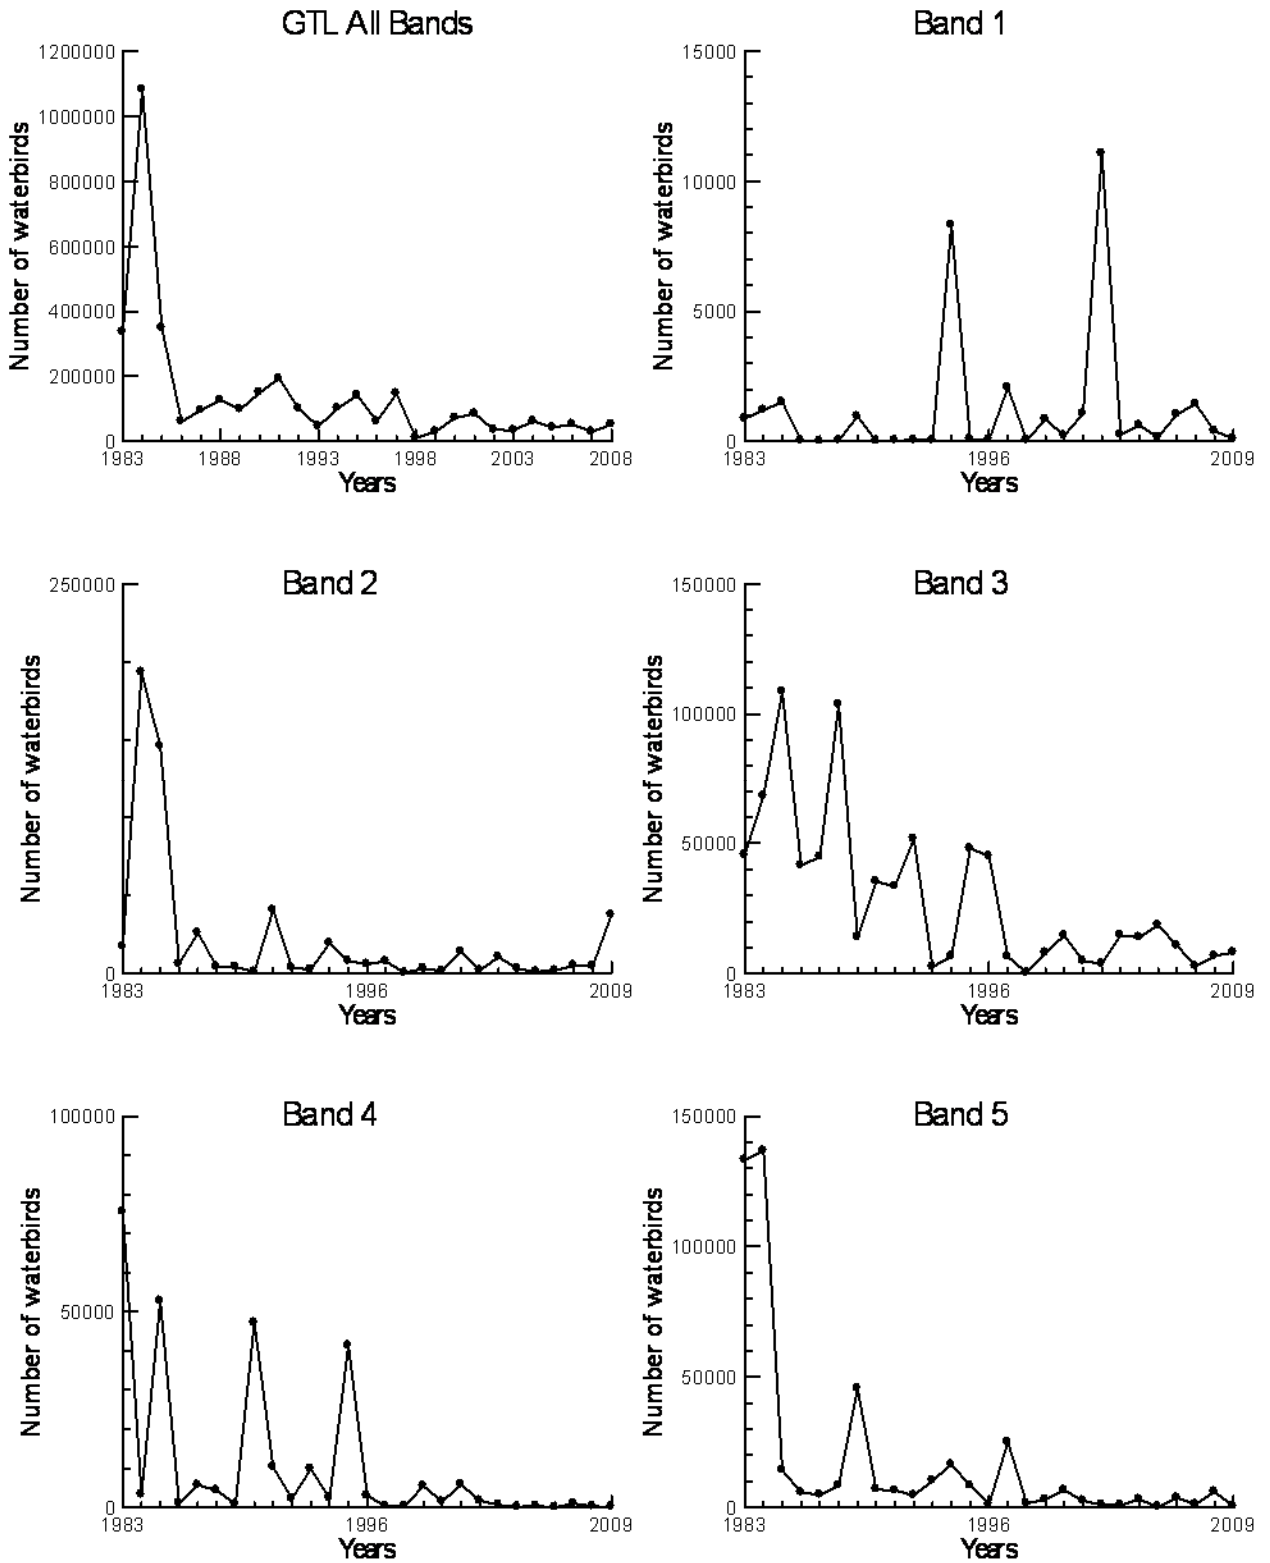 GTL All Bands
1200000
1000000
800000
600000
400000
200000
0
Number of waterbirds
1983 1988 1993 1998 2003 2008
Years
Band 1
15000
10000
5000
0
Number of waterbirds
1983 1996 2009
Years
Band 2
250000
0
Number of waterbirds
1983 1996 2009
Years
Band 3
150000
100000
50000
0
Number of waterbirds
1983 1996 2009
Years
Band 4
100000
50000
0
Number of waterbirds
1983 1996 2009
Years
Band 5
150000
100000
50000
0
Number of waterbirds
1983 1996 2009
Years